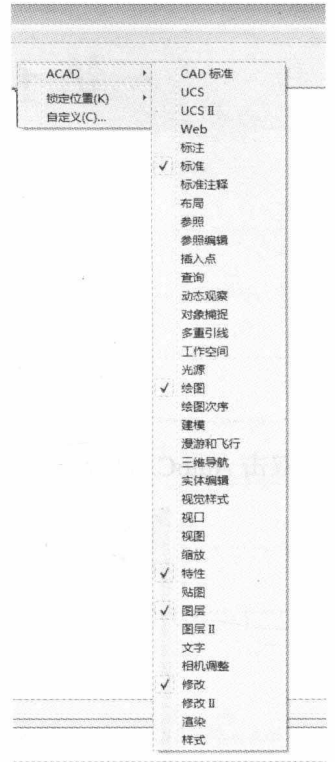 ACAD
锁定位置(K)
自定义(C)...
CAD 标准
UCS
UCS II
Web
标注
✓ 标准
标准注释
布局
参照
参照编辑
插入点
查询
动态观察
对象捕捉
多重引线
工作空间
光源
✓ 绘图
绘图次序
建模
漫游和飞行
三维导航
实体编辑
视觉样式
视口
视图
缩放
✓ 特性
贴图
✓ 图层
图层 II
文字
相机调整
✓ 修改
修改 II
渲染
样式